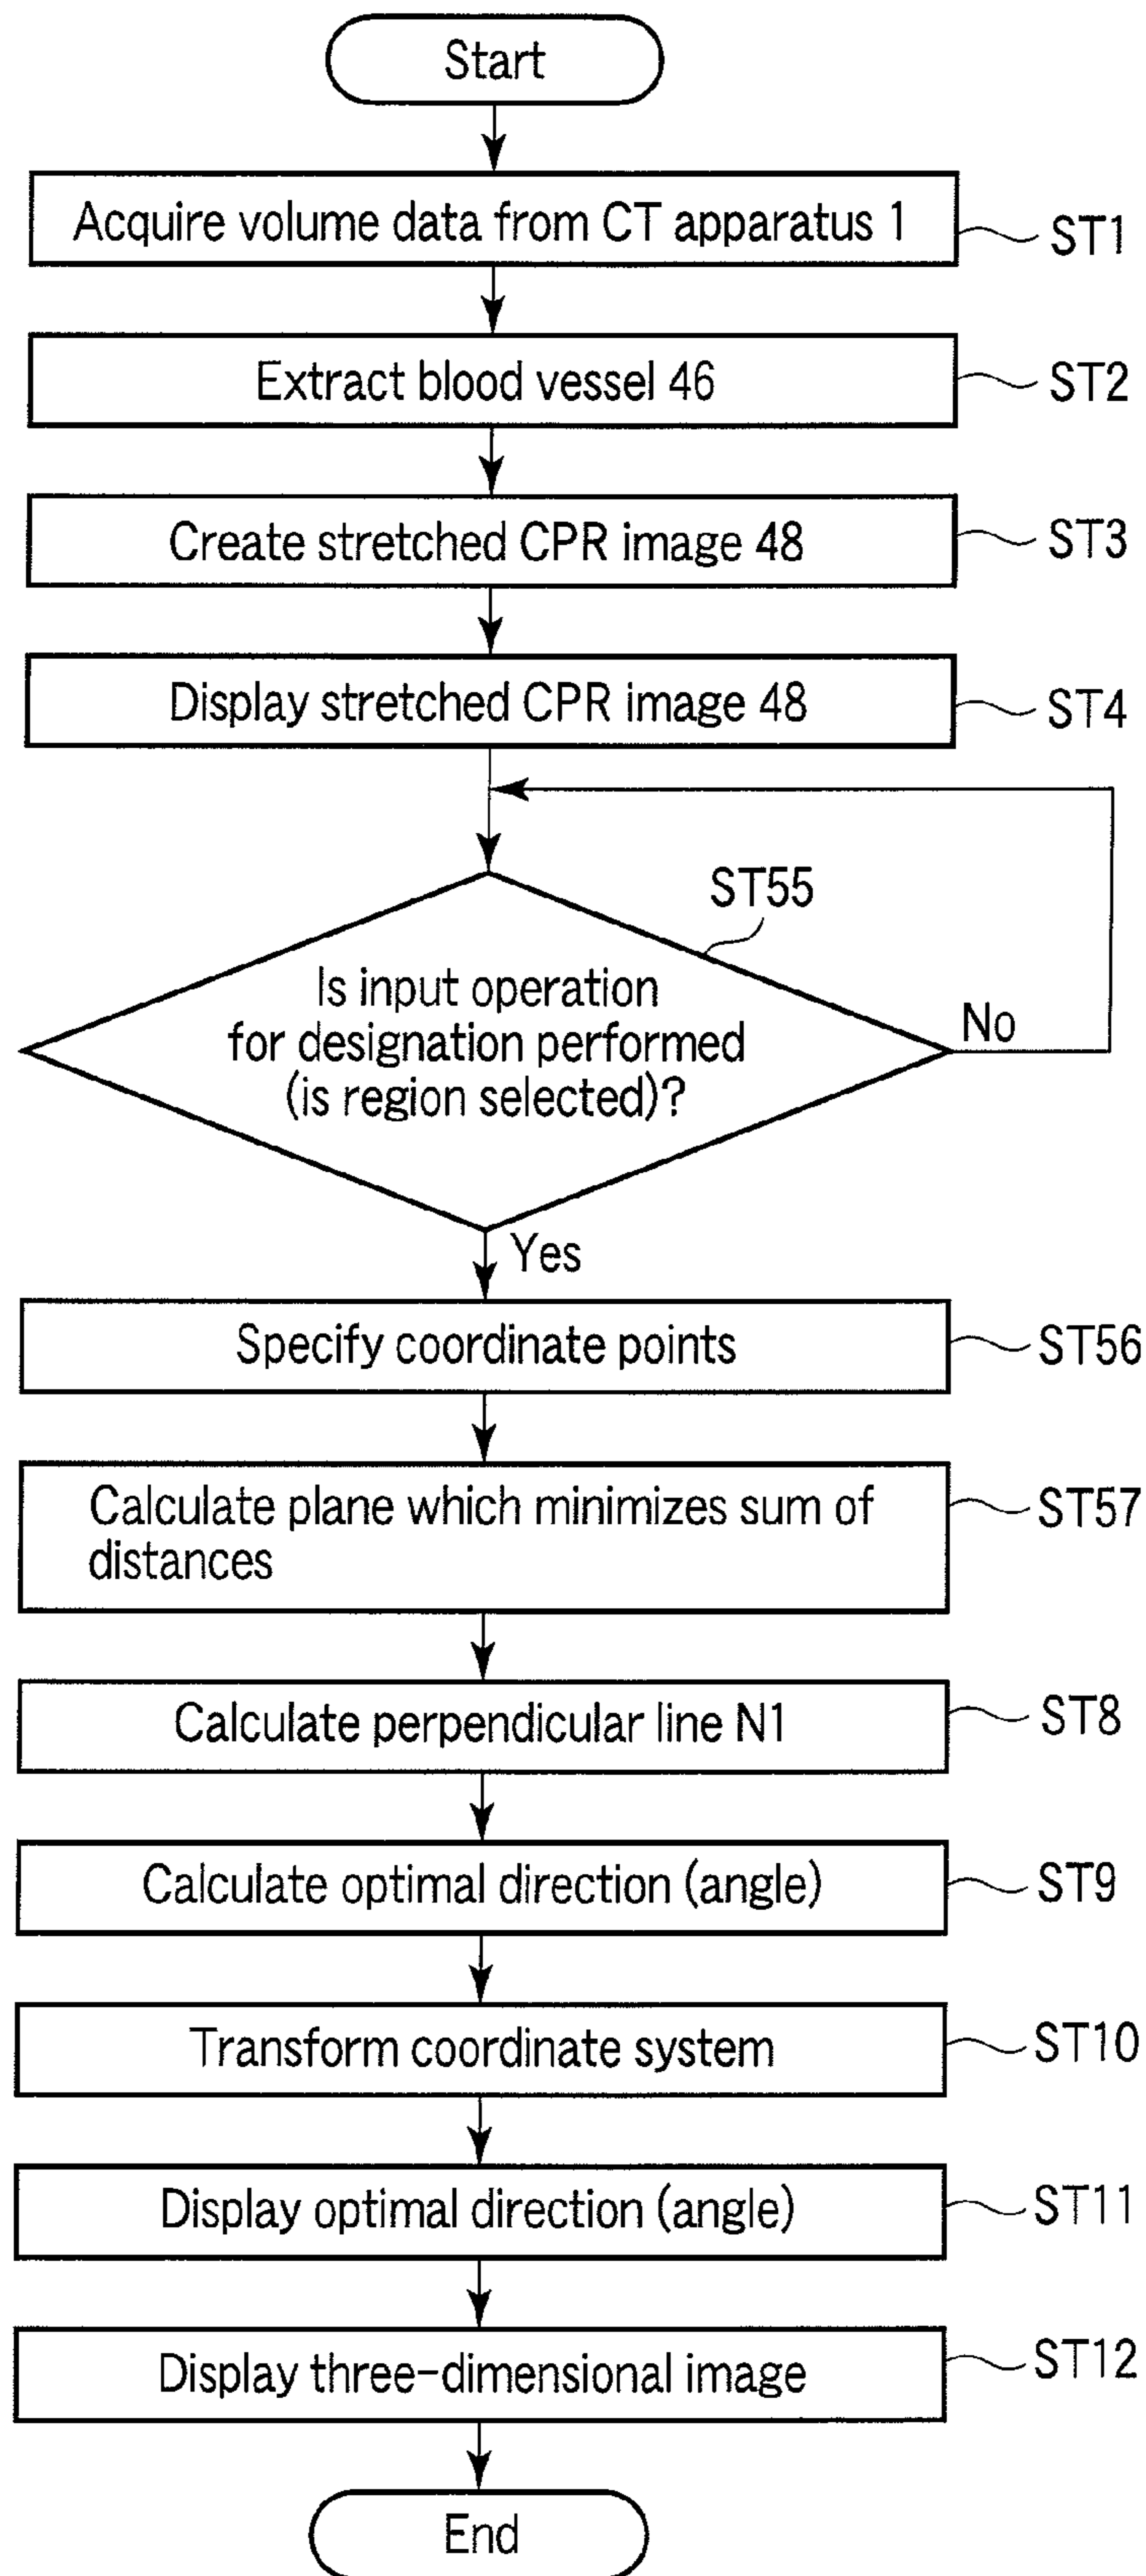 Start
Acquire volume data from CT apparatus 1
ST1
Extract blood vessel 46
ST2
Create stretched CPR image 48
ST3
Display stretched CPR image 48
ST4
ST55
Is input operation
for designation performed
(is region selected)?
No
Yes
Specify coordinate points
ST56
Calculate plane which minimizes sum of
distances
ST57
Calculate perpendicular line N1
ST8
Calculate optimal direction (angle)
ST9
Transform coordinate system
ST10
Display optimal direction (angle)
ST11
Display three-dimensional image
ST12
End